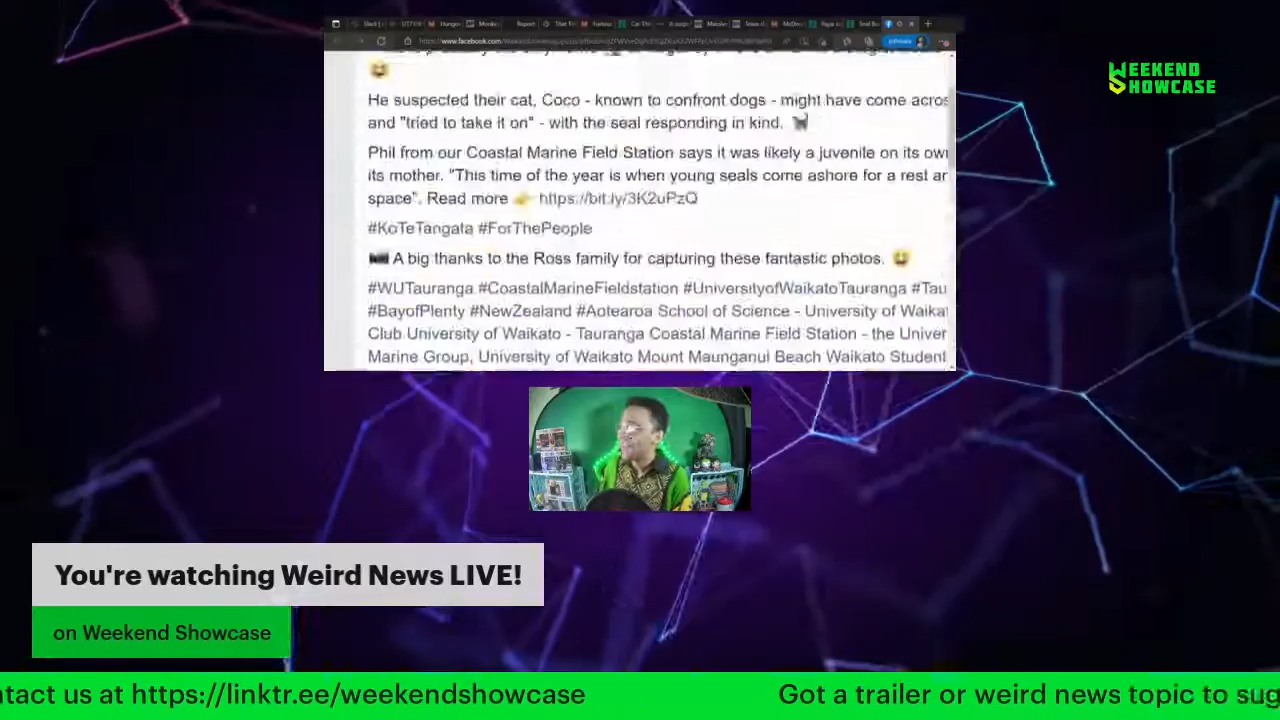 WEEKEND
SHOWCASE
He suspected their cat, Coco - known to confront dogs - might have come acros
and "tried to take it on" - with the seal responding in kind.
Phil from our Coastal Marine Field Station says it was likely a juvenile on its own
its mother. "This time of the year is when young seals come ashore for a rest an
space". Read more 👉 https://bit.ly/3K2uPzQ
#KoTeTangata #ForThePeople
A big thanks to the Ross family for capturing these fantastic photos.
#WUTauranga #CoastalMarineFieldstation #UniversityofWaikatoTauranga #Tau
#BayofPlenty #NewZealand #Aotearoa School of Science - University of Waika
Club University of Waikato - Tauranga Coastal Marine Field Station - the Univer
Marine Group, University of Waikato Mount Maunganui Beach Waikato Student
You're watching Weird News LIVE!
on Weekend Showcase
ntact us at https://linktr.ee/weekendshowcase Got a trailer or weird news topic to sug